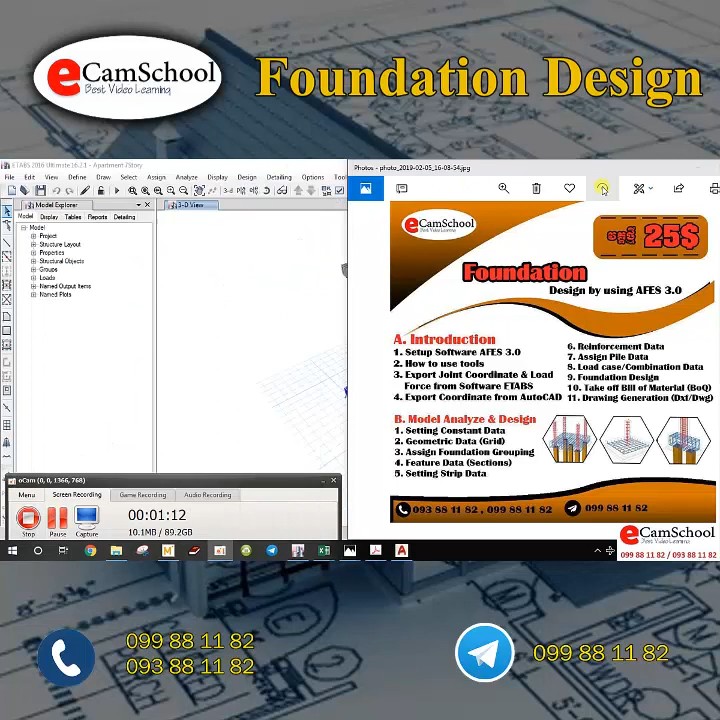 eCamSchool
Best Video Learning
Foundation Design
ETABS 2016 Ultimate 16.2.1 - Apartment 7Story
File Edit View Define Draw Select Assign Analyze Display Design Detailing Options Tools
Model Explorer
Model Display Tables Reports Detailing
Model
Project
Structure Layout
Properties
Structural Objects
Groups
Loads
Named Output Items
Named Plots
3-D View
Photos - photo_2019-02-05_16-08-54.jpg
eCamSchool
25$
Foundation
Design by using AFES 3.0
A. Introduction
1. Setup Software AFES 3.0
2. How to use tools
3. Export Joint Coordinate & Load
Force from Software ETABS
4. Export Coordinate from AutoCAD
B. Model Analyze & Design
1. Setting Constant Data
2. Geometric Data (Grid)
3. Assign Foundation Grouping
4. Feature Data (Sections)
5. Setting Strip Data
6. Reinforcement Data
7. Assign Pile Data
8. Load case/Combination Data
9. Foundation Design
10. Take off Bill of Material (BoQ)
11. Drawing Generation (Dxf/Dwg)
093 88 11 82 , 099 88 11 82
099 88 11 82
oCam (0, 0, 1366, 768)
Menu Screen Recording Game Recording Audio Recording
00:01:12
10.1MB / 89.2GB
Stop Pause Capture
eCamSchool
099 88 11 82 / 093 88 11 82
099 88 11 82
093 88 11 82
099 88 11 82